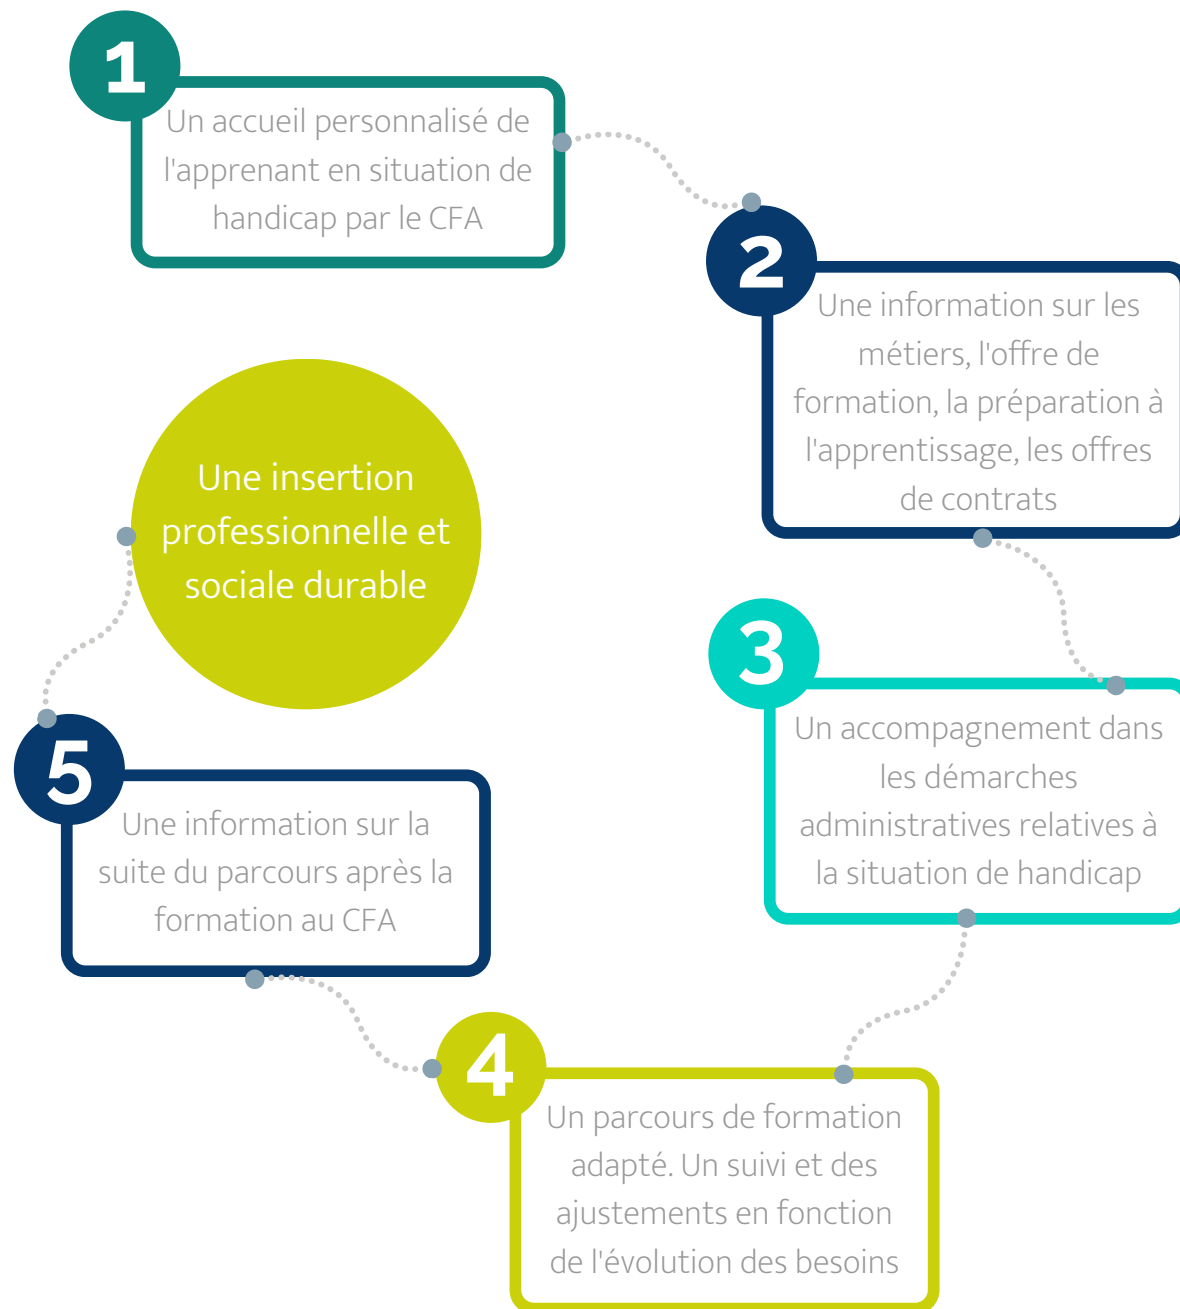 1
Un accueil personnalisé de
l'apprenant en situation de
handicap par le CFA
2
Une information sur les
métiers, l'offre de
formation, la préparation à
l'apprentissage, les offres
de contrats
3
Un accompagnement dans
les démarches
administratives relatives à
la situation de handicap
4
Un parcours de formation
adapté. Un suivi et des
ajustements en fonction
de l'évolution des besoins
5
Une information sur la
suite du parcours après la
formation au CFA
Une insertion
professionnelle et
sociale durable